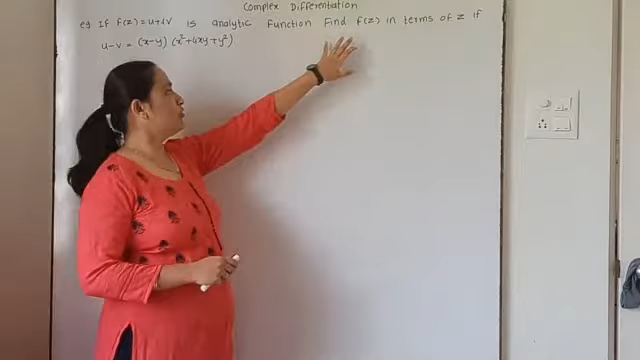 Complex Differentiation
eg If f(z) = u+iv is analytic Function Find f(z) in terms of z if
u-v = (x-y) (x²+4xy+y²)